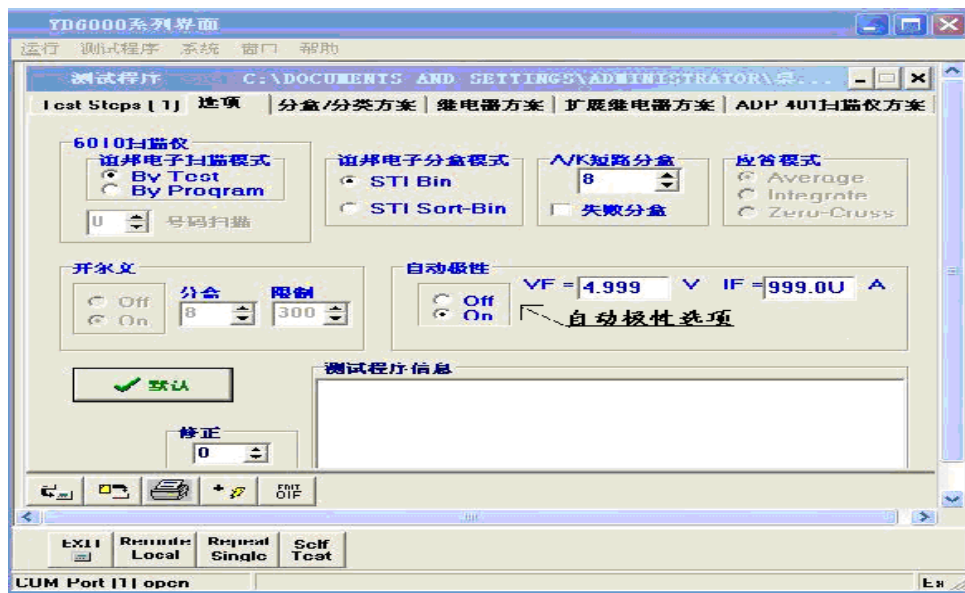 YD6000系列界面
运行 测试程序 系统 窗口 帮助
测试程序 C:\DOCUMENTS AND SETTINGS\ADMINISTRATOR\桌...
Test Steps [1] 选项 分盒/分类方案 继电器方案 扩展继电器方案 ADP 401扫描仪方案
6010扫描仪
谊邦电子扫描模式 谊邦电子分盒模式 A/K短路分盒 应答模式
By Test STI Bin 8 Average
By Program Integrate
0 号码扫描 STI Sort-Bin 失败分盒 Zero-Cross
自动极性
分盒 限制 VF = 4.999 V IF = 999.0U A
Off 8 300 Off
On On 自动极性选项
默认 测试程序信息
修正
0
EDIT
EXIT Remote Repeat Self
Local Single Test
COM Port [1] open